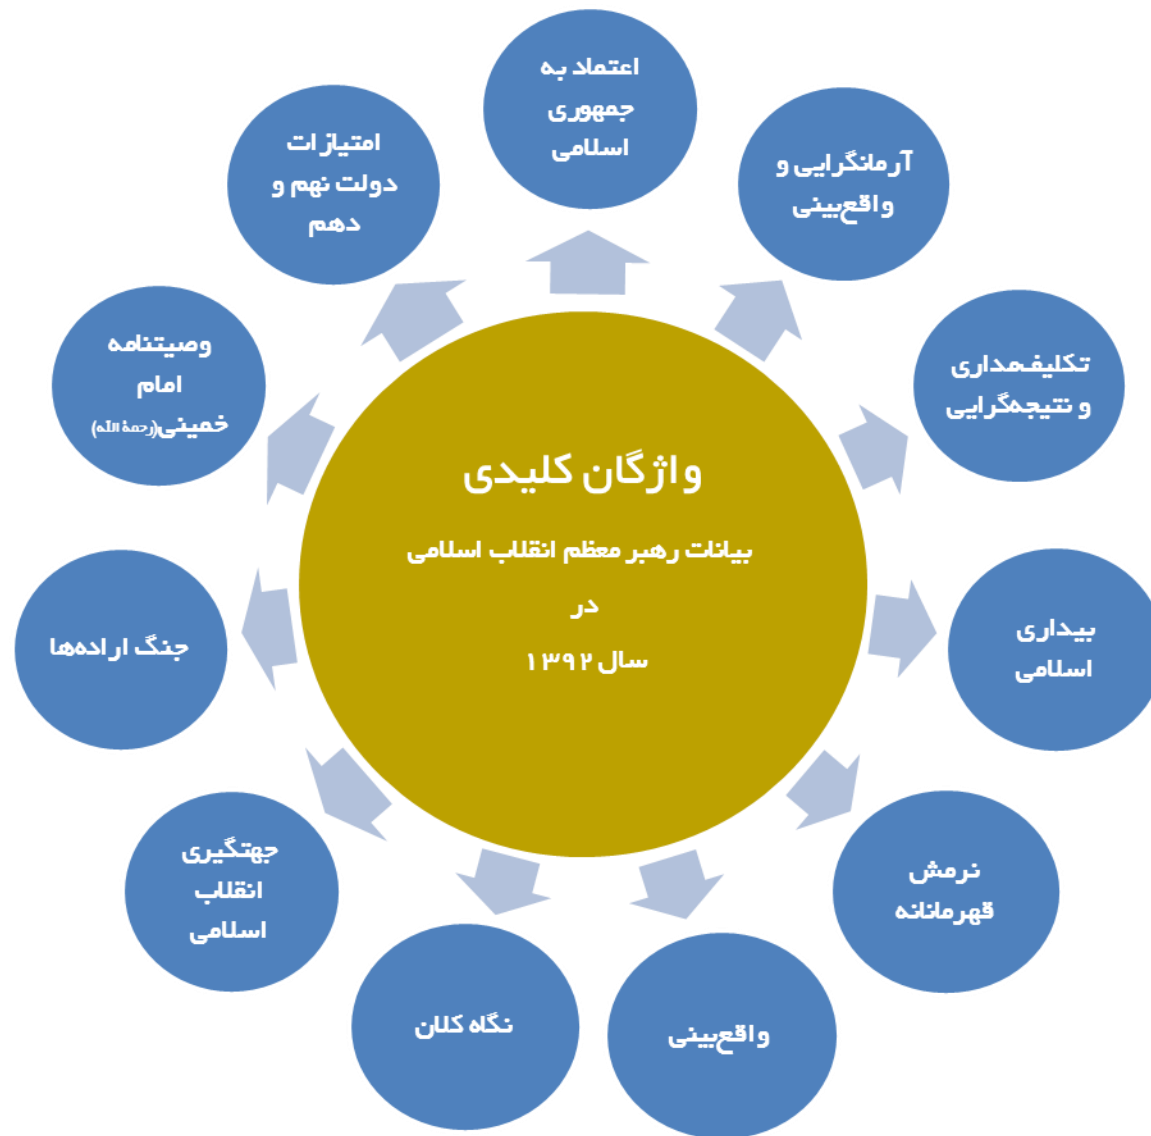 اعتماد به
جمهوری
اسلامی
آرمانگرایی و
واقع‌بینی
تکلیف‌مداری
و نتیجه‌گرایی
بیداری
اسلامی
نرمش
قهرمانانه
واقع‌بینی
نگاه کلان
جهتگیری
انقلاب
اسلامی
جنگ اراده‌ها
وصیتنامه
امام
خمینی(رحمة الله)
امتیازات
دولت نهم و
دهم
واژگان کلیدی
بیانات رهبر معظم انقلاب اسلامی
در
سال ۱۳۹۲